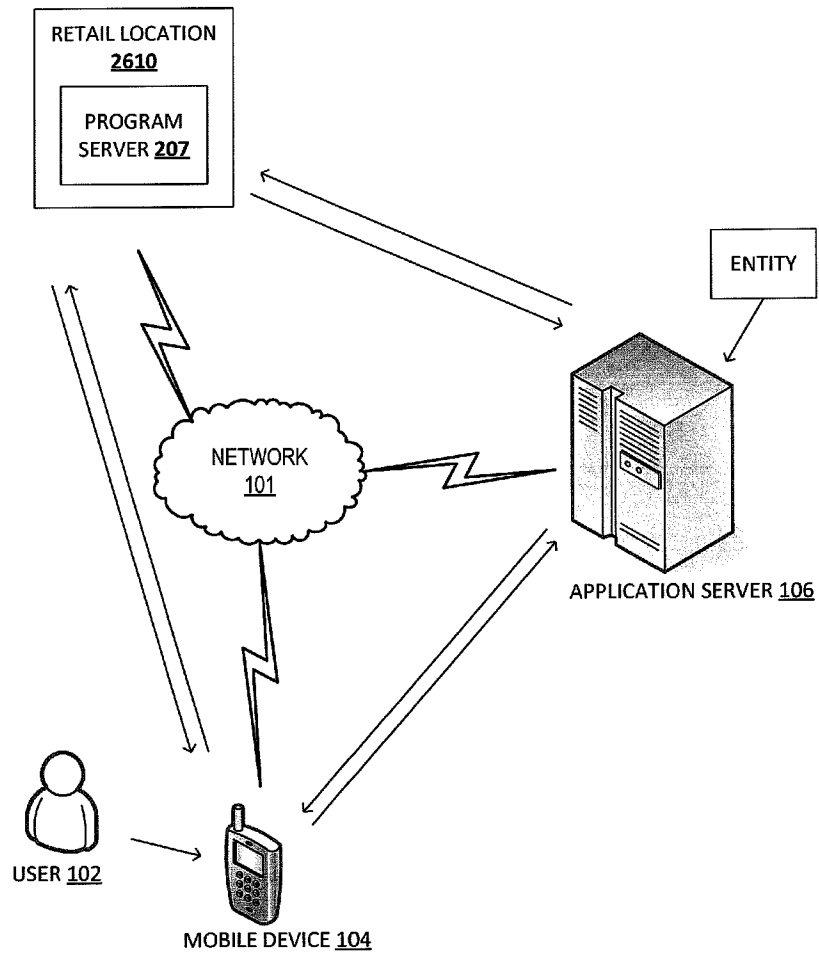 RETAIL LOCATION
2610
PROGRAM
SERVER 207
ENTITY
NETWORK
101
APPLICATION SERVER 106
USER 102
MOBILE DEVICE 104